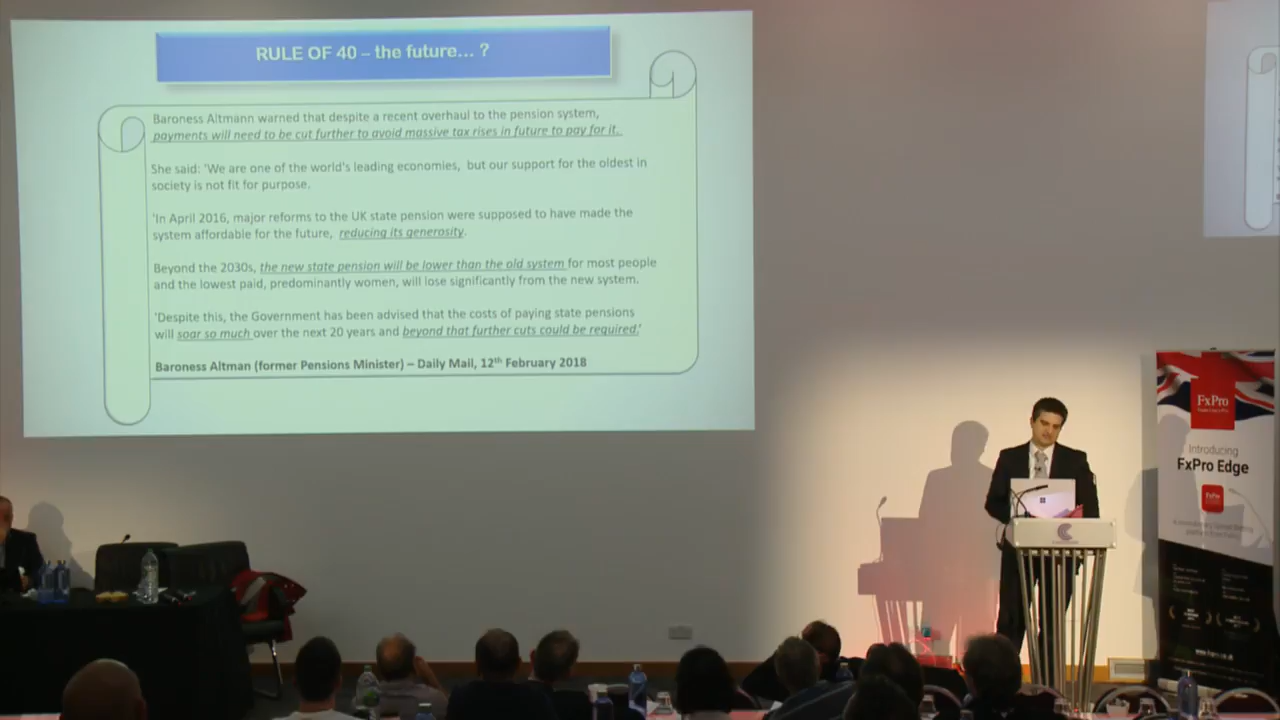 RULE OF 40 – the future... ?
Baroness Altmann warned that despite a recent overhaul to the pension system,
payments will need to be cut further to avoid massive tax rises in future to pay for it.
She said: 'We are one of the world's leading economies, but our support for the oldest in
society is not fit for purpose.
'In April 2016, major reforms to the UK state pension were supposed to have made the
system affordable for the future, reducing its generosity.
Beyond the 2030s, the new state pension will be lower than the old system for most people
and the lowest paid, predominantly women, will lose significantly from the new system.
'Despite this, the Government has been advised that the costs of paying state pensions
will soar so much over the next 20 years and beyond that further cuts could be required.'
Baroness Altman (former Pensions Minister) – Daily Mail, 12th February 2018
FxPro
Introducing
FxPro Edge
FxPro